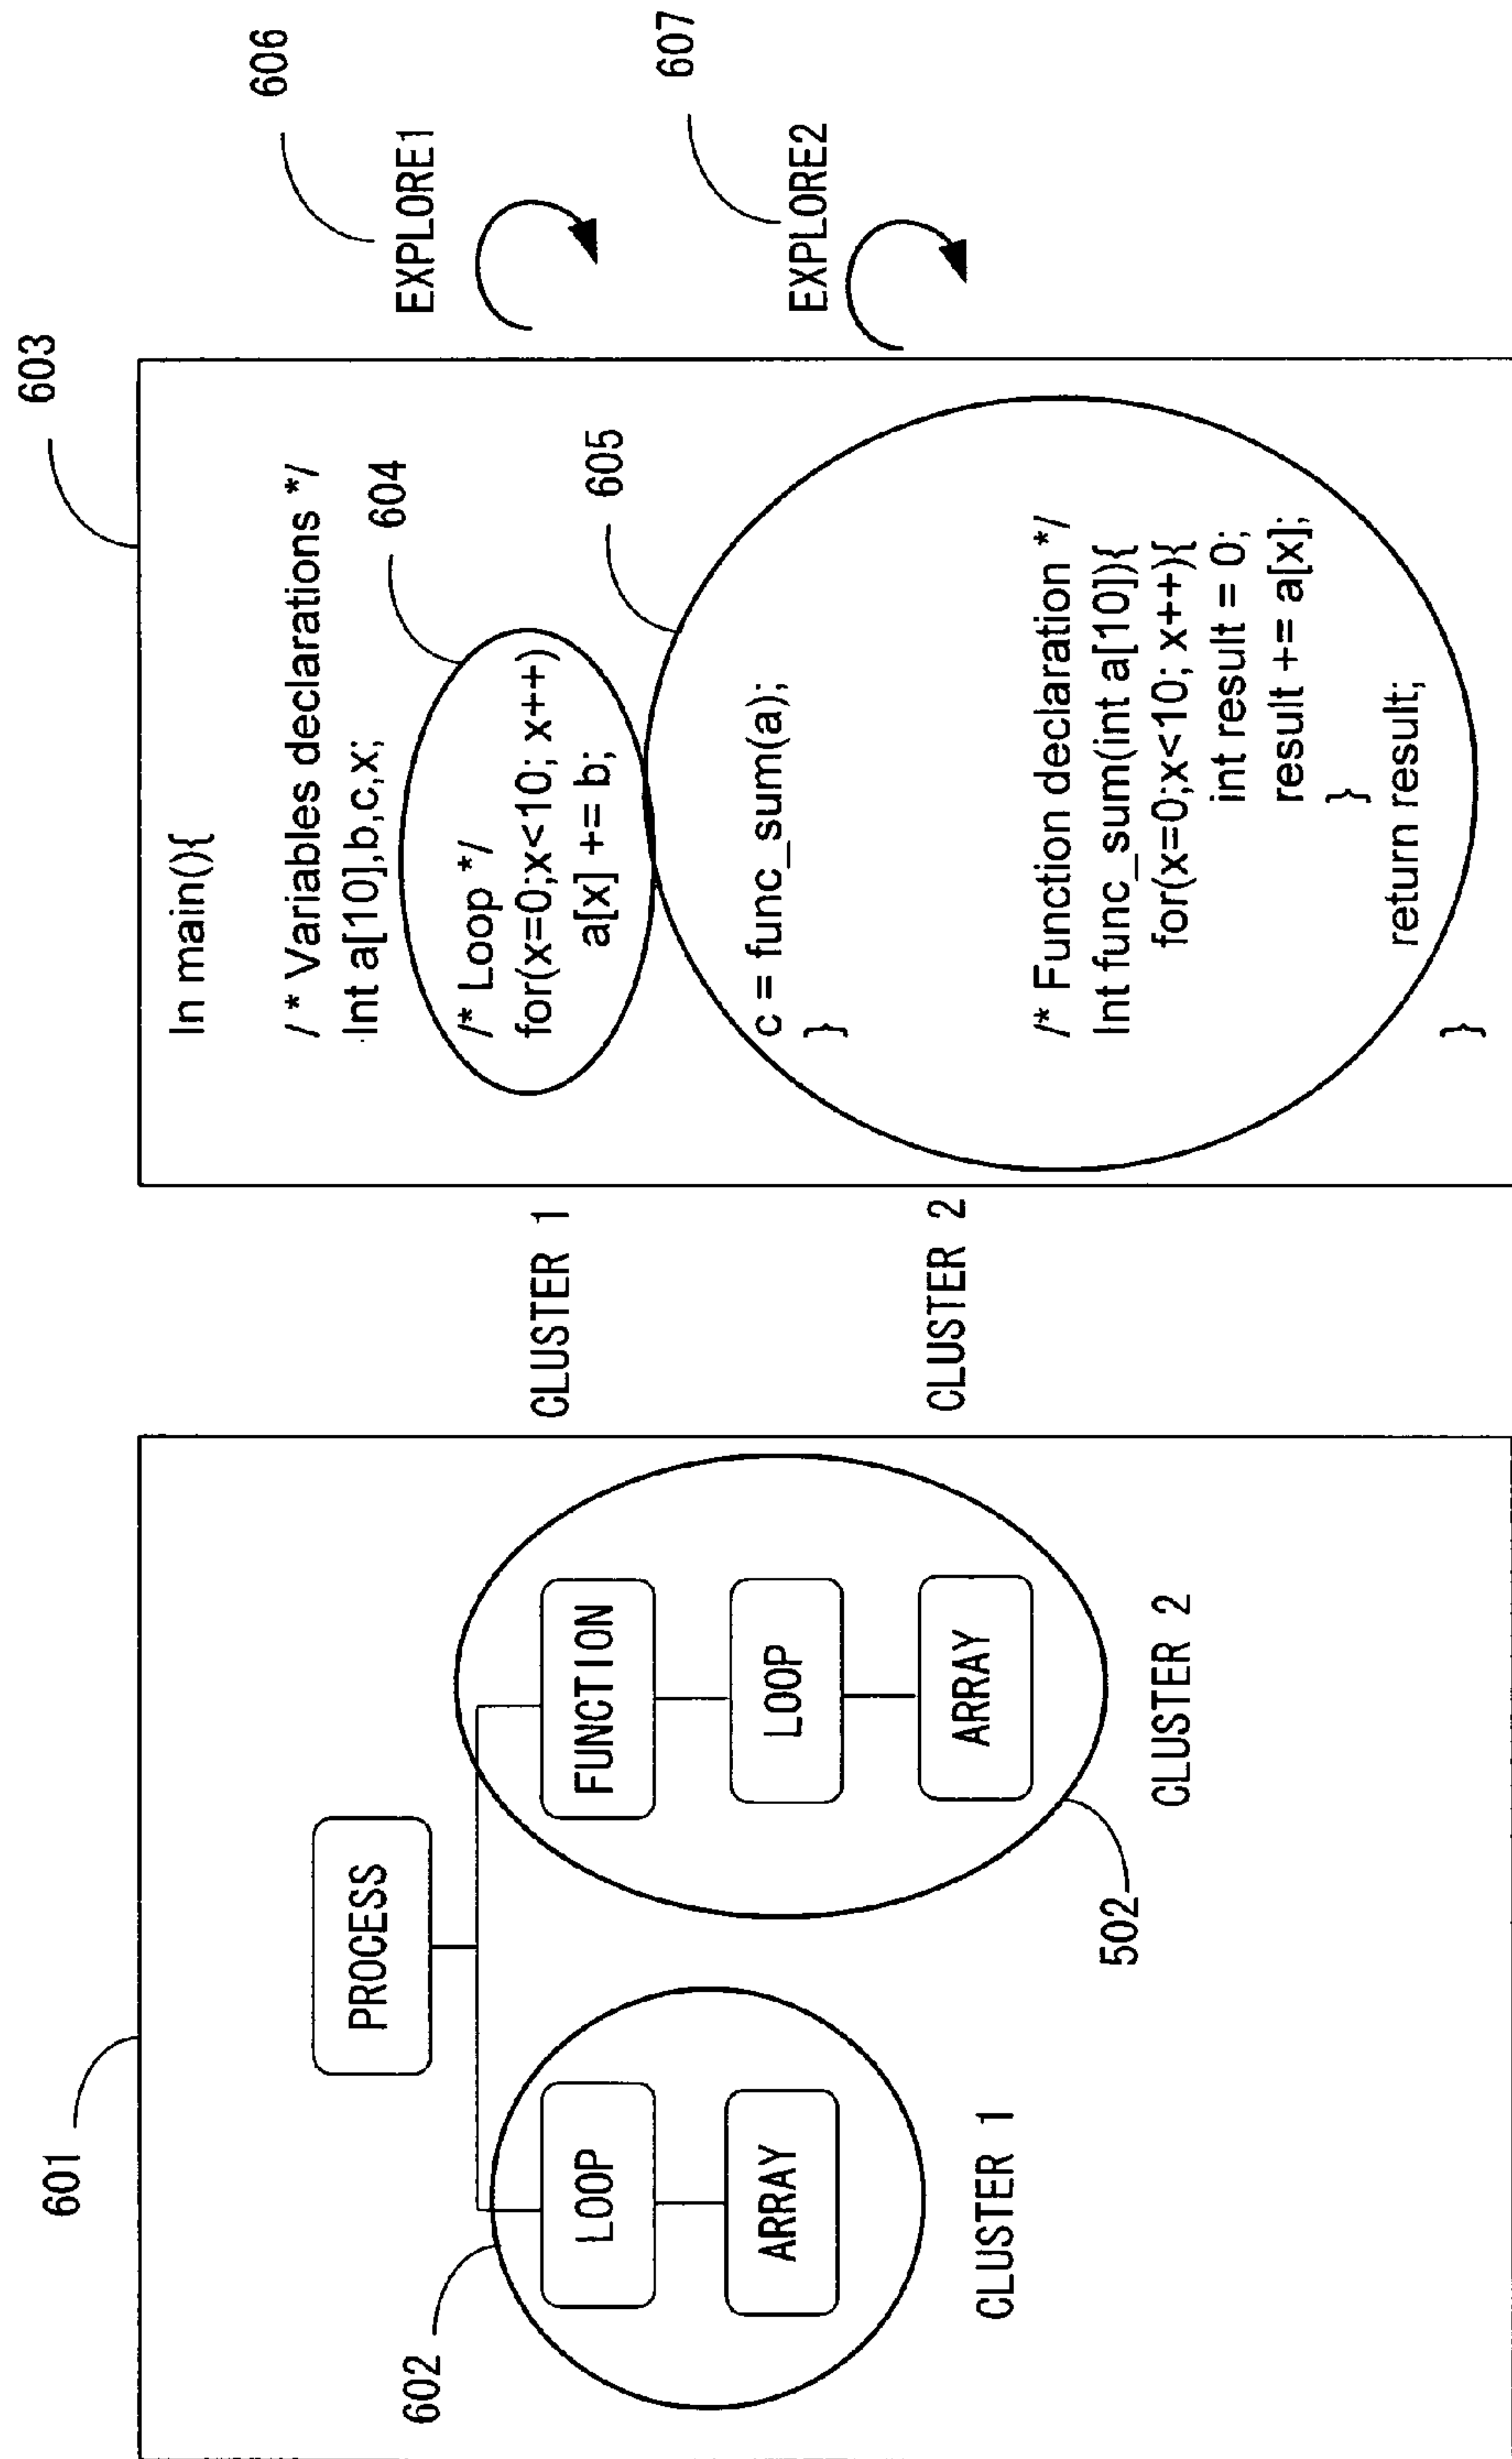 601
PROCESS
602
LOOP
FUNCTION
ARRAY
LOOP
ARRAY
502
CLUSTER 1
CLUSTER 2
CLUSTER 1
CLUSTER 2
603
In main(){
/* Variables declarations */
Int a[10],b,c,x;
604
/* Loop */
for(x=0;x<10; x++)
a[x] += b;
605
c = func_sum(a);
}
/* Function declaration */
Int func_sum(int a[10]){
for(x=0;x<10; x++){
int result = 0;
result += a[x];
}
return result;
}
606
EXPLORE1
607
EXPLORE2